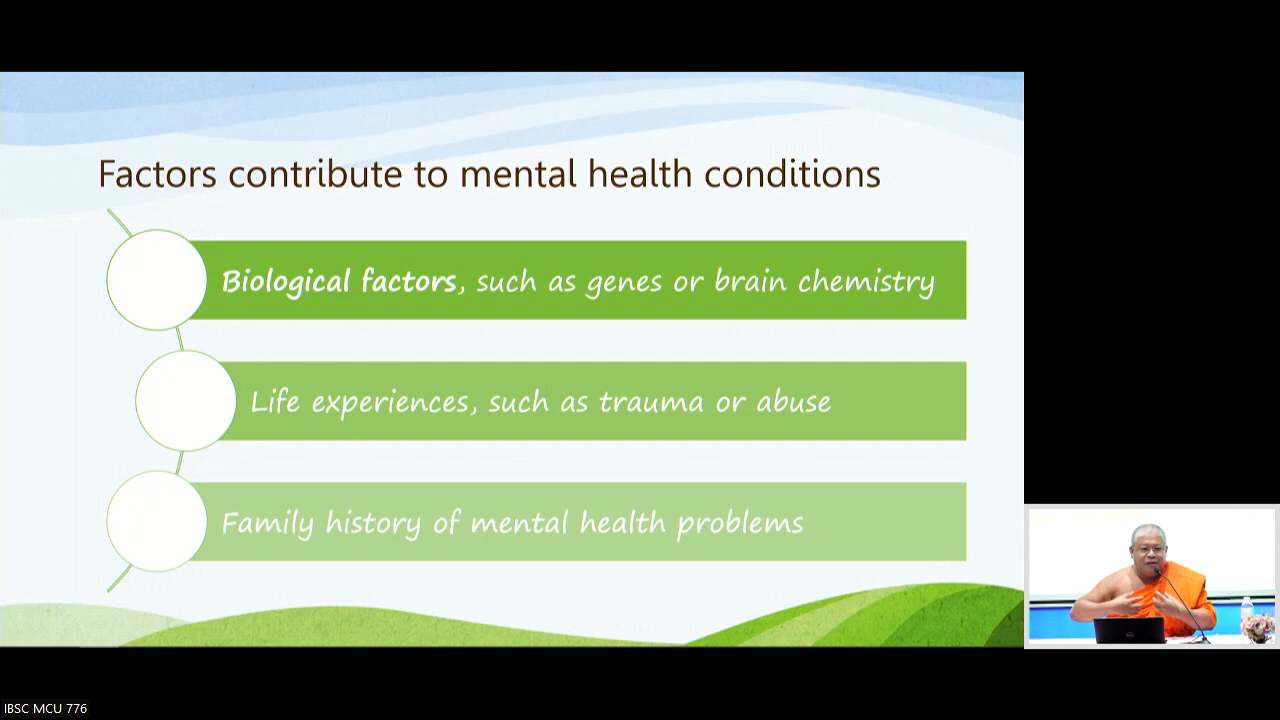 Factors contribute to mental health conditions
Biological factors, such as genes or brain chemistry
Life experiences, such as trauma or abuse
Family history of mental health problems
IBSC MCU 776